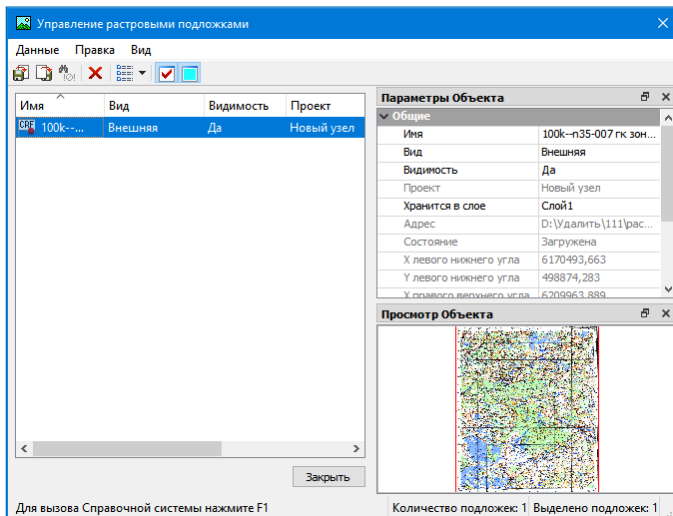 Управление растровыми подложками
Данные Правка Вид
Имя Вид Видимость Проект
CRF 100k--... Внешняя Да Новый узел
Параметры Объекта
Общие
Имя 100k--n35-007 гк зон...
Вид Внешняя
Видимость Да
Проект Новый узел
Хранится в слое Слой1
Адрес D:\Удалить\111\рас...
Состояние Загружена
X левого нижнего угла 6170493,663
Y левого нижнего угла 498874,283
X правого верхнего угла 6209963,889
Просмотр Объекта
Закрыть
Для вызова Справочной системы нажмите F1
Количество подложек: 1 Выделено подложек: 1